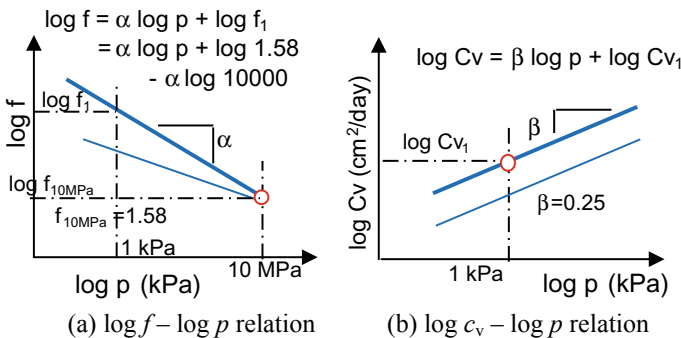 log f = α log p + log f₁
= α log p + log 1.58
- α log 10000
log f₁
α
log f
log f₁₀MPa
f₁₀MPa =1.58
1 kPa
10 MPa
log p (kPa)
(a) log f – log p relation
log Cv = β log p + log Cv₁
log Cv₁
β
β=0.25
log Cv (cm²/day)
1 kPa
log p (kPa)
(b) log cᵥ – log p relation